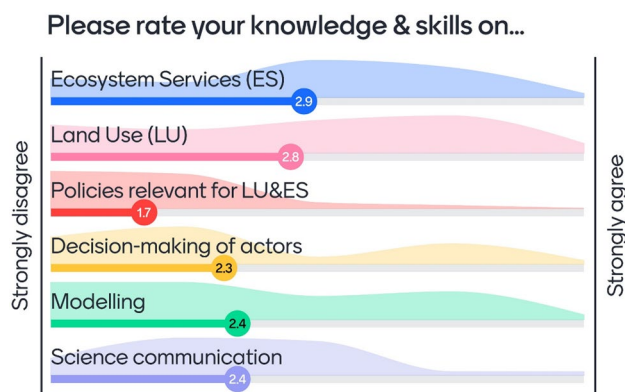 Please rate your knowledge & skills on...
Strongly disagree
Ecosystem Services (ES)
2.9
Land Use (LU)
2.8
Policies relevant for LU&ES
1.7
Decision-making of actors
2.3
Modelling
2.4
Science communication
2.4
Strongly agree